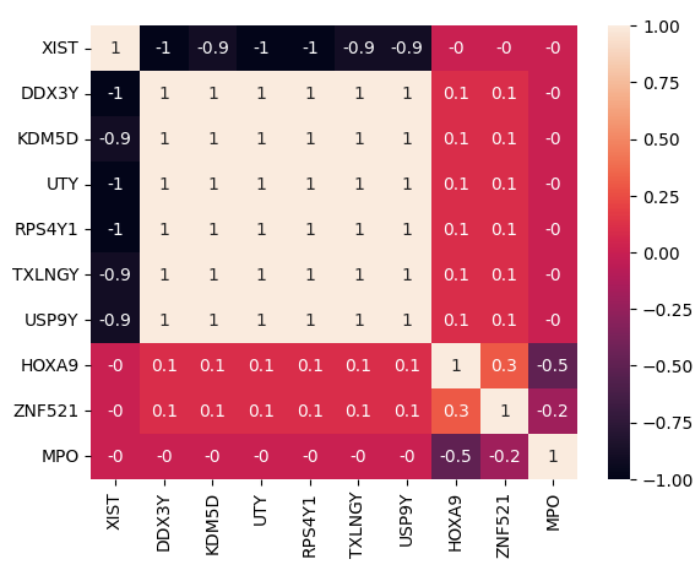 XIST 1 -1 -0.9 -1 -1 -0.9 -0.9 -0 -0 -0
DDX3Y -1 1 1 1 1 1 1 0.1 0.1 -0
KDM5D -0.9 1 1 1 1 1 1 0.1 0.1 -0
UTY -1 1 1 1 1 1 1 0.1 0.1 -0
RPS4Y1 -1 1 1 1 1 1 1 0.1 0.1 -0
TXLNGY -0.9 1 1 1 1 1 1 0.1 0.1 -0
USP9Y -0.9 1 1 1 1 1 1 0.1 0.1 -0
HOXA9 -0 0.1 0.1 0.1 0.1 0.1 0.1 1 0.3 -0.5
ZNF521 -0 0.1 0.1 0.1 0.1 0.1 0.1 0.3 1 -0.2
MPO -0 -0 -0 -0 -0 -0 -0 -0.5 -0.2 1
XIST DDX3Y KDM5D UTY RPS4Y1 TXLNGY USP9Y HOXA9 ZNF521 MPO
1.00
0.75
0.50
0.25
0.00
−0.25
−0.50
−0.75
−1.00